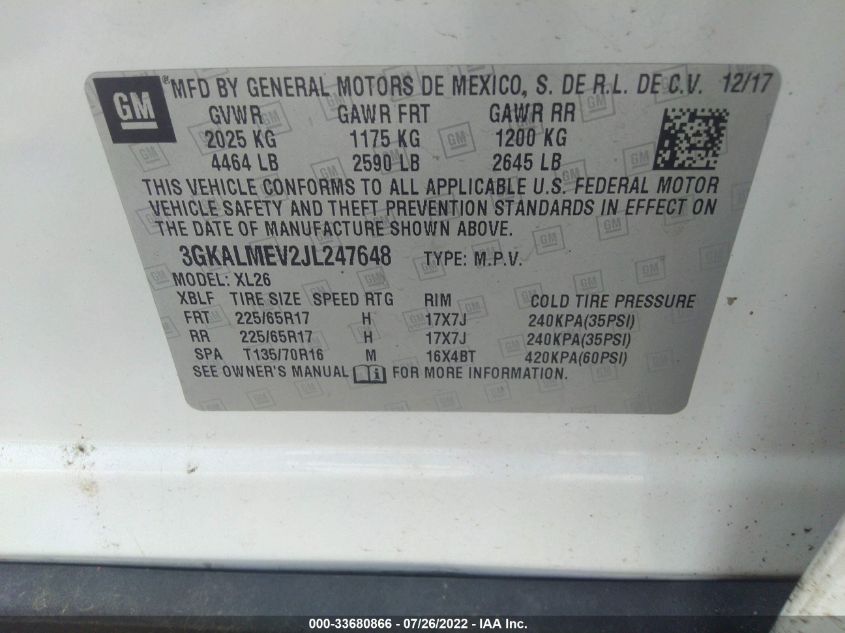 GM ® MFD BY GENERAL MOTORS DE MEXICO, S. DE R.L. DE C.V. 12/17
GVWR GAWR FRT GAWR RR
2025 KG 1175 KG 1200 KG
4464 LB 2590 LB 2645 LB
THIS VEHICLE CONFORMS TO ALL APPLICABLE U.S. FEDERAL MOTOR
VEHICLE SAFETY AND THEFT PREVENTION STANDARDS IN EFFECT ON
THE DATE OF MANUFACTURE SHOWN ABOVE.
3GKALMEV2JL247648 TYPE: M.P.V.
MODEL: XL26
XBLF TIRE SIZE SPEED RTG RIM COLD TIRE PRESSURE
FRT 225/65R17 H 17X7J 240KPA(35PSI)
RR 225/65R17 H 17X7J 240KPA(35PSI)
SPA T135/70R16 M 16X4BT 420KPA(60PSI)
SEE OWNER'S MANUAL FOR MORE INFORMATION.
000-33680866 - 07/26/2022 - IAA Inc.